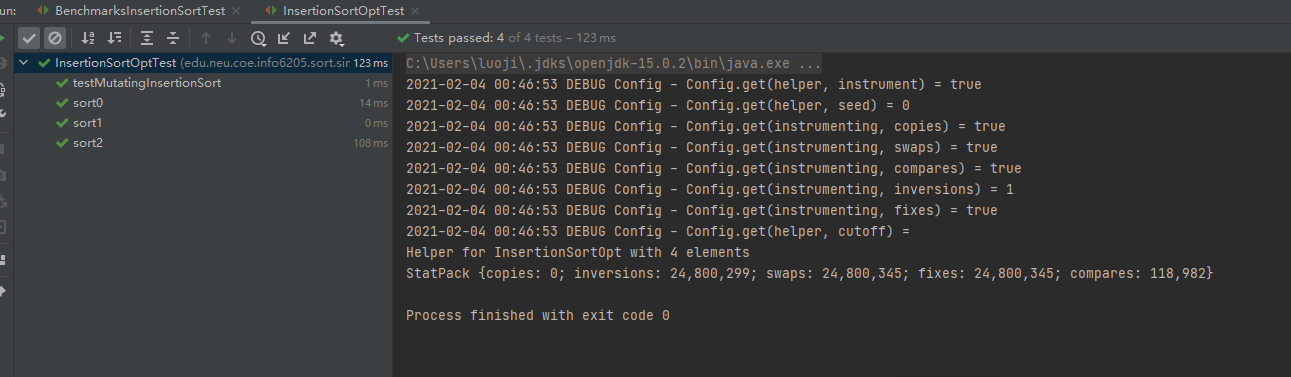 un: BenchmarksInsertionSortTest × InsertionSortOptTest ×
Tests passed: 4 of 4 tests – 123 ms
InsertionSortOptTest (edu.neu.coe.info6205.sort.sir 123 ms
testMutatingInsertionSort 1 ms
sort0 14 ms
sort1 0 ms
sort2 108 ms
C:\Users\luoji\.jdks\openjdk-15.0.2\bin\java.exe ...
2021-02-04 00:46:53 DEBUG Config - Config.get(helper, instrument) = true
2021-02-04 00:46:53 DEBUG Config - Config.get(helper, seed) = 0
2021-02-04 00:46:53 DEBUG Config - Config.get(instrumenting, copies) = true
2021-02-04 00:46:53 DEBUG Config - Config.get(instrumenting, swaps) = true
2021-02-04 00:46:53 DEBUG Config - Config.get(instrumenting, compares) = true
2021-02-04 00:46:53 DEBUG Config - Config.get(instrumenting, inversions) = 1
2021-02-04 00:46:53 DEBUG Config - Config.get(instrumenting, fixes) = true
2021-02-04 00:46:53 DEBUG Config - Config.get(helper, cutoff) =
Helper for InsertionSortOpt with 4 elements
StatPack {copies: 0; inversions: 24,800,299; swaps: 24,800,345; fixes: 24,800,345; compares: 118,982}
Process finished with exit code 0